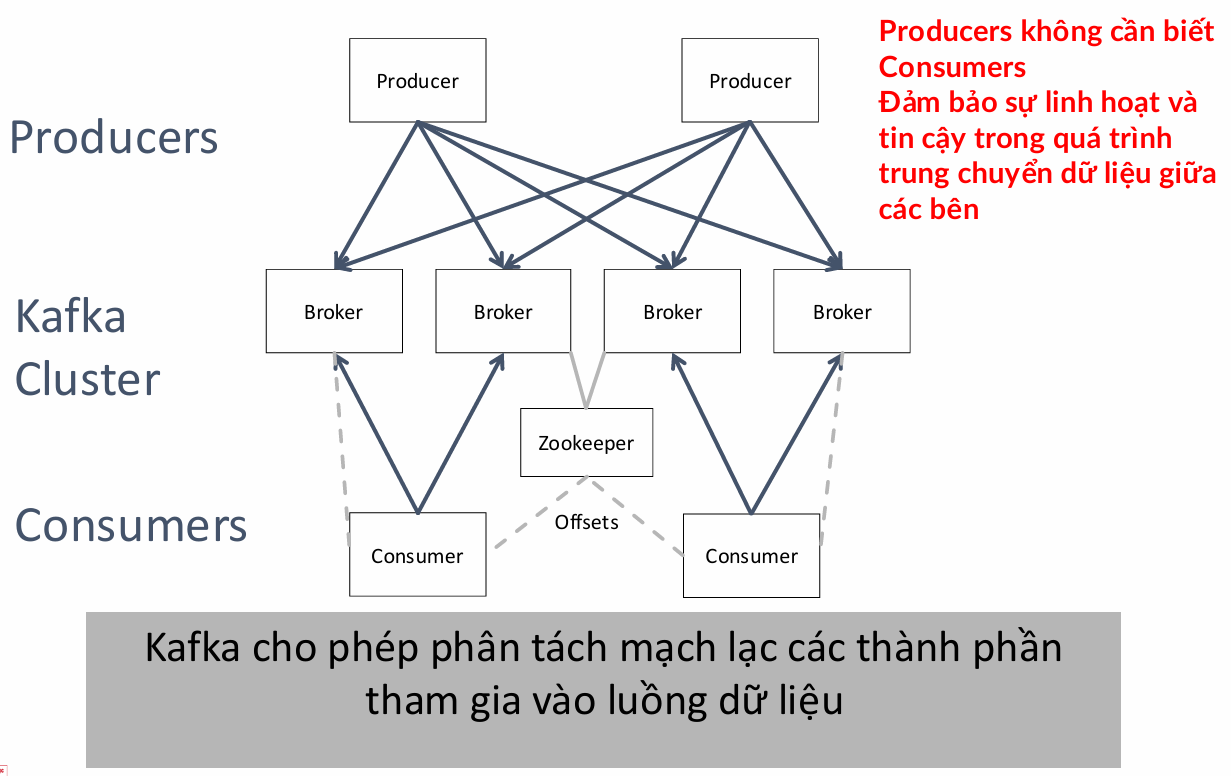 Producers không cần biết
Consumers
Đảm bảo sự linh hoạt và
tin cậy trong quá trình
trung chuyển dữ liệu giữa
các bên
Producer
Producer
Producers
Broker
Broker
Broker
Broker
Kafka
Cluster
Zookeeper
Offsets
Consumers
Consumer
Consumer
Kafka cho phép phân tách mạch lạc các thành phần
tham gia vào luồng dữ liệu